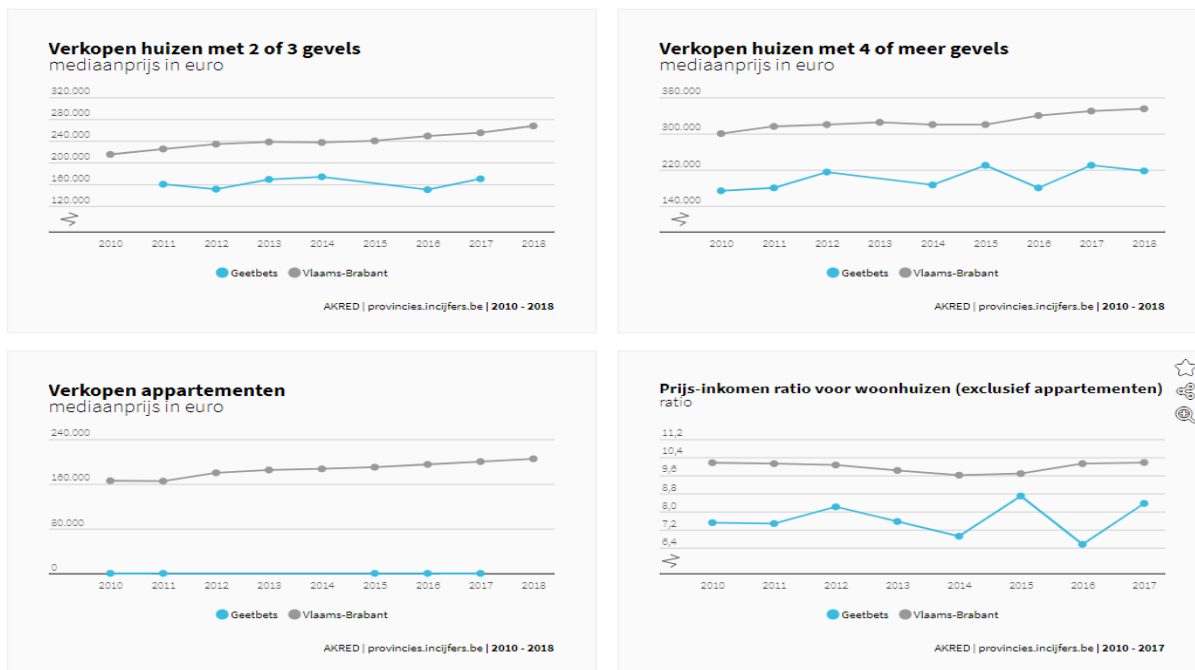 Verkopen huizen met 2 of 3 gevels
mediaanprijs in euro
320.000
280.000
240.000
200.000
160.000
120.000
2010 2011 2012 2013 2014 2015 2016 2017 2018
Geetbets Vlaams-Brabant
AKRED | provincies.incijfers.be | 2010 - 2018
Verkopen huizen met 4 of meer gevels
mediaanprijs in euro
380.000
300.000
220.000
140.000
2010 2011 2012 2013 2014 2015 2016 2017 2018
Geetbets Vlaams-Brabant
AKRED | provincies.incijfers.be | 2010 - 2018
Verkopen appartementen
mediaanprijs in euro
240.000
160.000
80.000
0
2010 2011 2012 2013 2014 2015 2016 2017 2018
Geetbets Vlaams-Brabant
AKRED | provincies.incijfers.be | 2010 - 2018
Prijs-inkomen ratio voor woonhuizen (exclusief appartementen)
ratio
11,2
10,4
9,6
8,8
8,0
7,2
6,4
2010 2011 2012 2013 2014 2015 2016 2017
Geetbets Vlaams-Brabant
AKRED | provincies.incijfers.be | 2010 - 2017